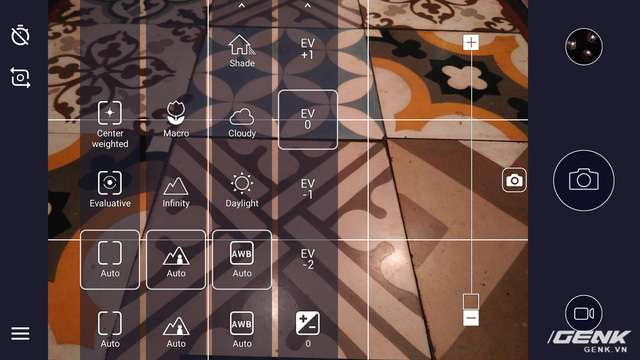 Shade
EV
+1
Center
weighted
Macro
Cloudy
EV
0
Evaluative
Infinity
Daylight
EV
-1
Auto
Auto
AWB
Auto
EV
-2
Auto
Auto
AWB
Auto
0
GENK
GENK.VN